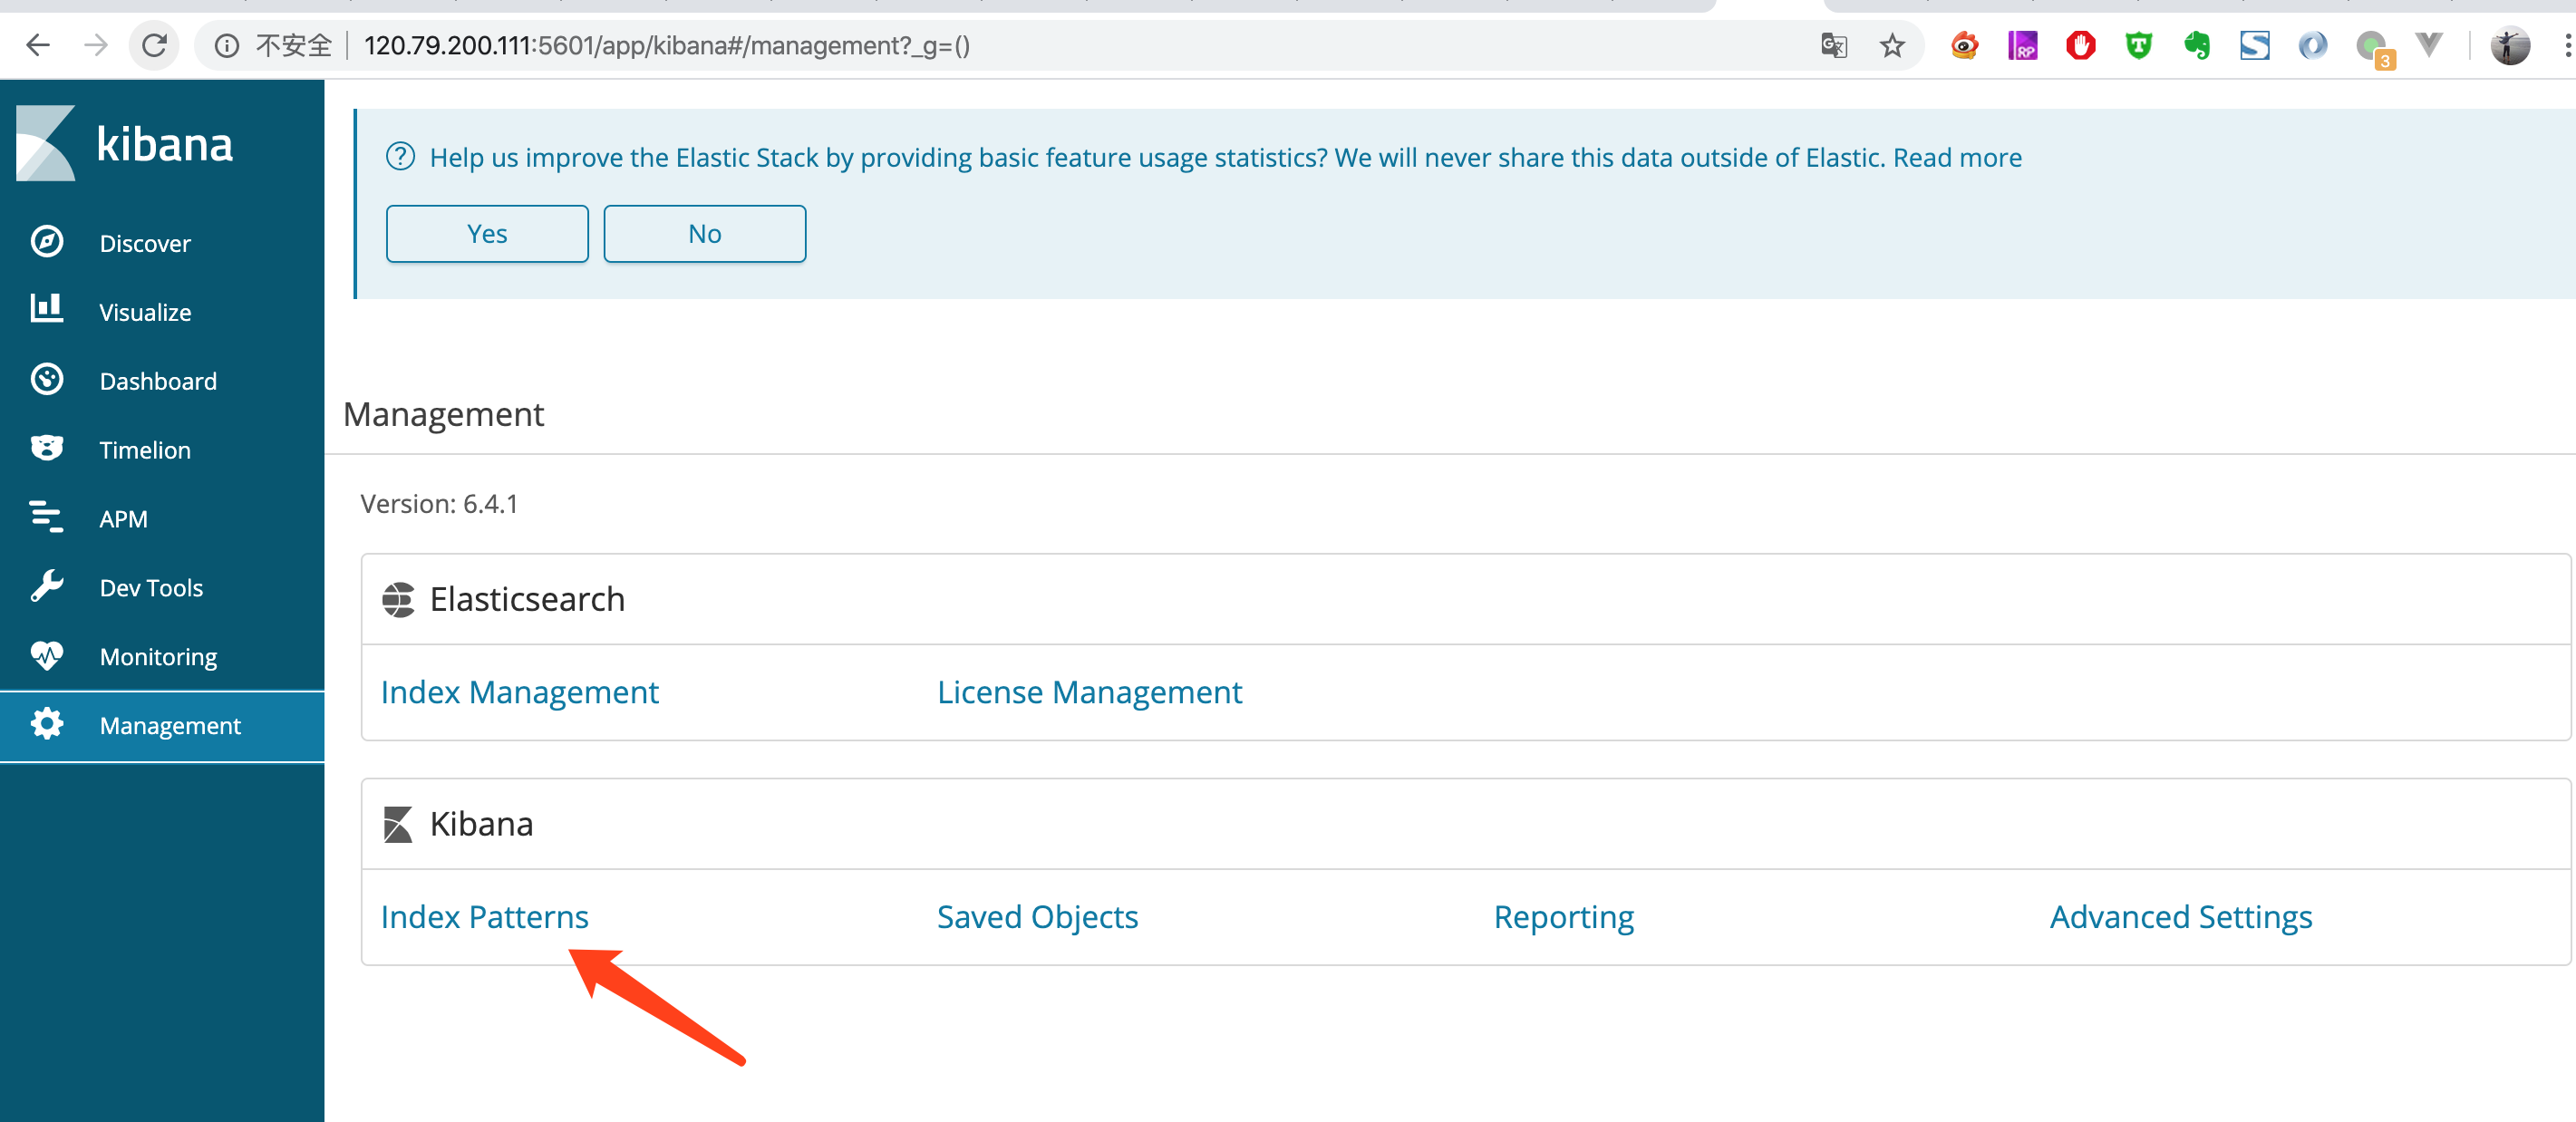 不安全 120.79.200.111:5601/app/kibana#/management?_g=()
RP
T
S
3
kibana
Help us improve the Elastic Stack by providing basic feature usage statistics? We will never share this data outside of Elastic. Read more
Yes No
Discover
Visualize
Dashboard
Timelion
APM
Dev Tools
Monitoring
Management
Management
Version: 6.4.1
Elasticsearch
Index Management License Management
Kibana
Index Patterns Saved Objects Reporting Advanced Settings